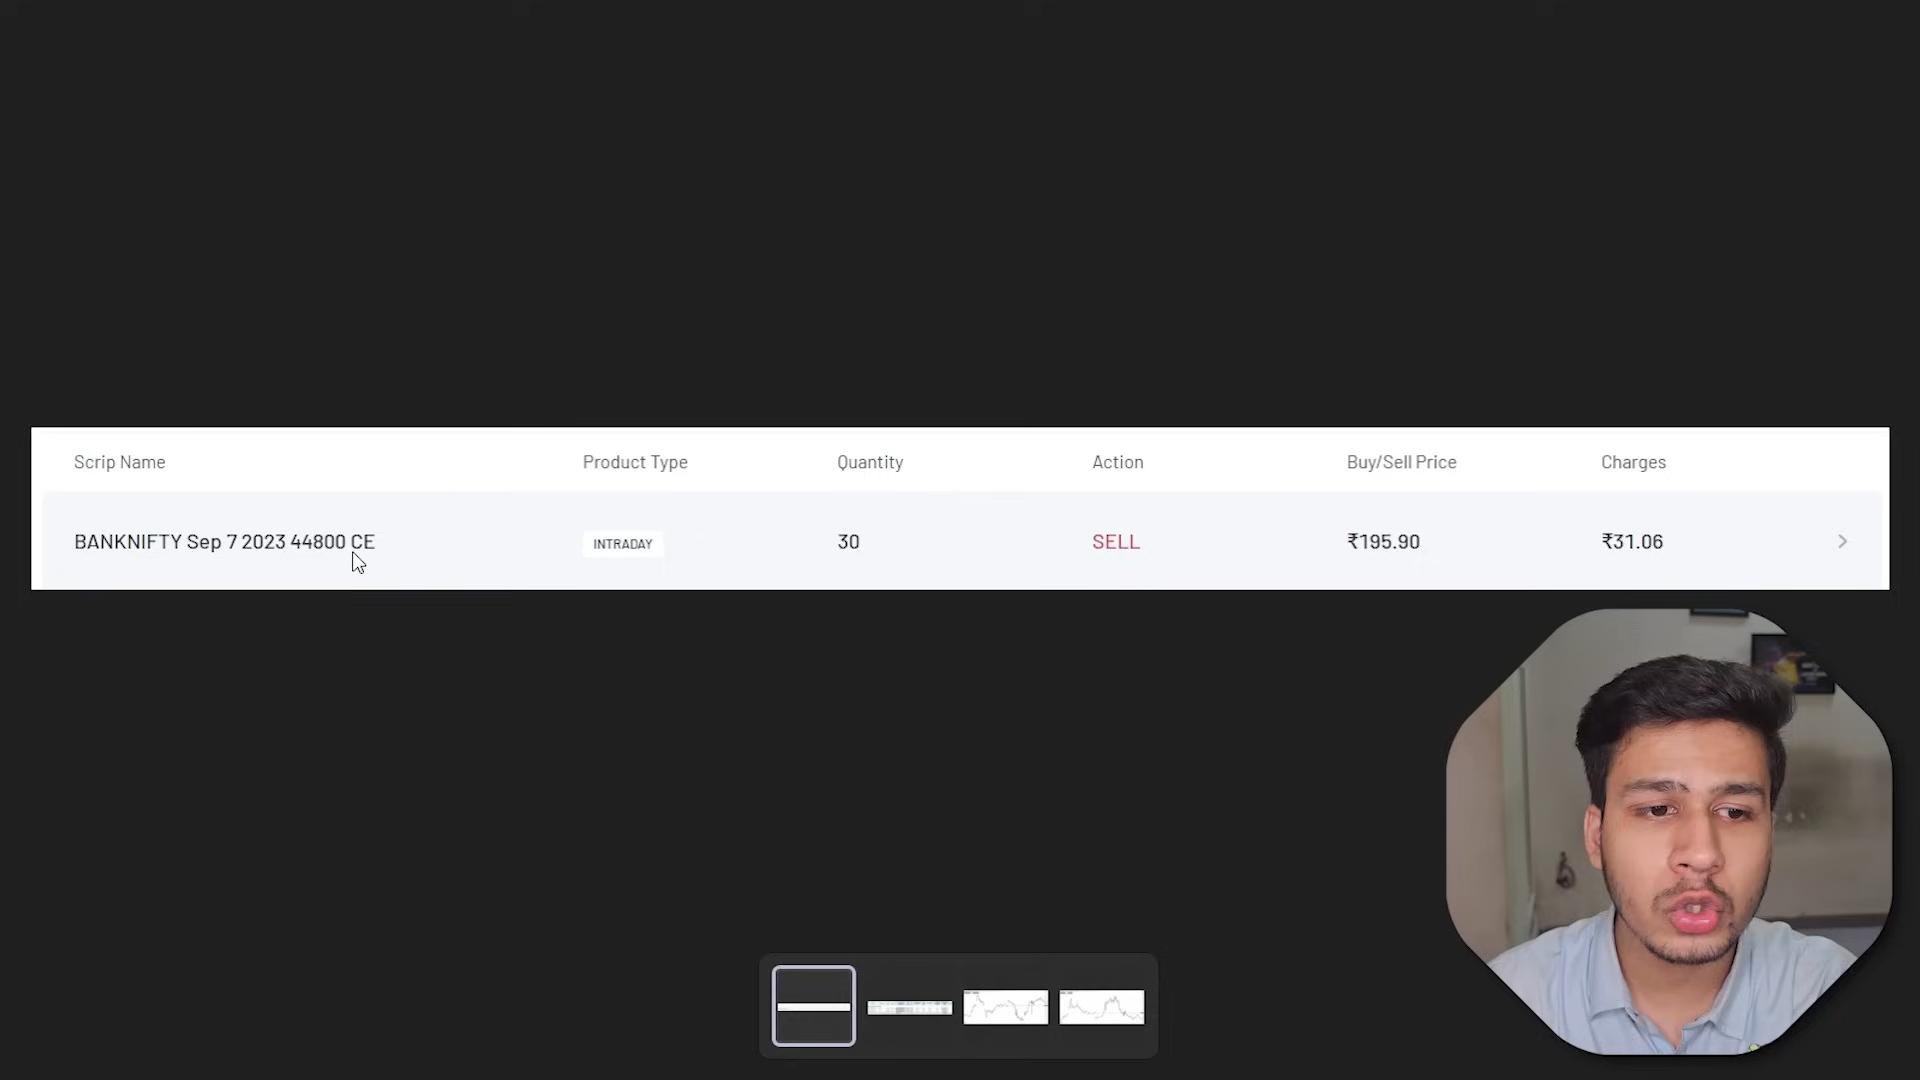 Scrip Name Product Type Quantity Action Buy/Sell Price Charges
BANKNIFTY Sep 7 2023 44800 CE INTRADAY 30 SELL ₹195.90 ₹31.06